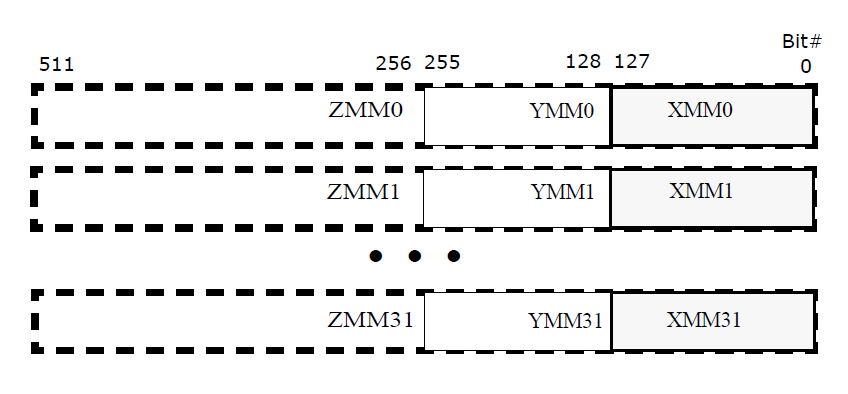 Bit#
511 256 255 128 127 0
ZMM0 YMM0 XMM0
ZMM1 YMM1 XMM1
ZMM31 YMM31 XMM31